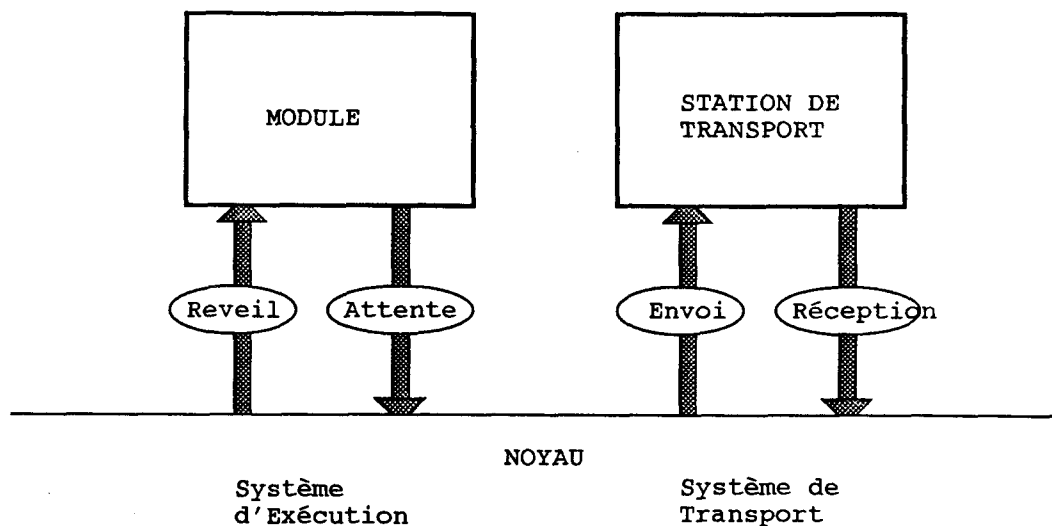 MODULE
STATION DE
TRANSPORT
Reveil
Attente
Envoi
Réception
NOYAU
Système
d'Exécution
Système de
Transport